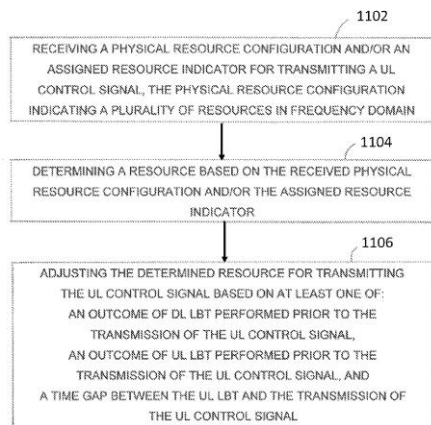 1102
RECEIVING A PHYSICAL RESOURCE CONFIGURATION AND/OR AN
ASSIGNED RESOURCE INDICATOR FOR TRANSMITTING A UL
CONTROL SIGNAL, THE PHYSICAL RESOURCE CONFIGURATION
INDICATING A PLURALITY OF RESOURCES IN FREQUENCY DOMAIN
1104
DETERMINING A RESOURCE BASED ON THE RECEIVED PHYSICAL
RESOURCE CONFIGURATION AND/OR THE ASSIGNED RESOURCE
INDICATOR
1106
ADJUSTING THE DETERMINED RESOURCE FOR TRANSMITTING
THE UL CONTROL SIGNAL BASED ON AT LEAST ONE OF:
AN OUTCOME OF DL LBT PERFORMED PRIOR TO THE
TRANSMISSION OF THE UL CONTROL SIGNAL,
AN OUTCOME OF UL LBT PERFORMED PRIOR TO THE
TRANSMISSION OF THE UL CONTROL SIGNAL, AND
A TIME GAP BETWEEN THE UL LBT AND THE TRANSMISSION OF
THE UL CONTROL SIGNAL